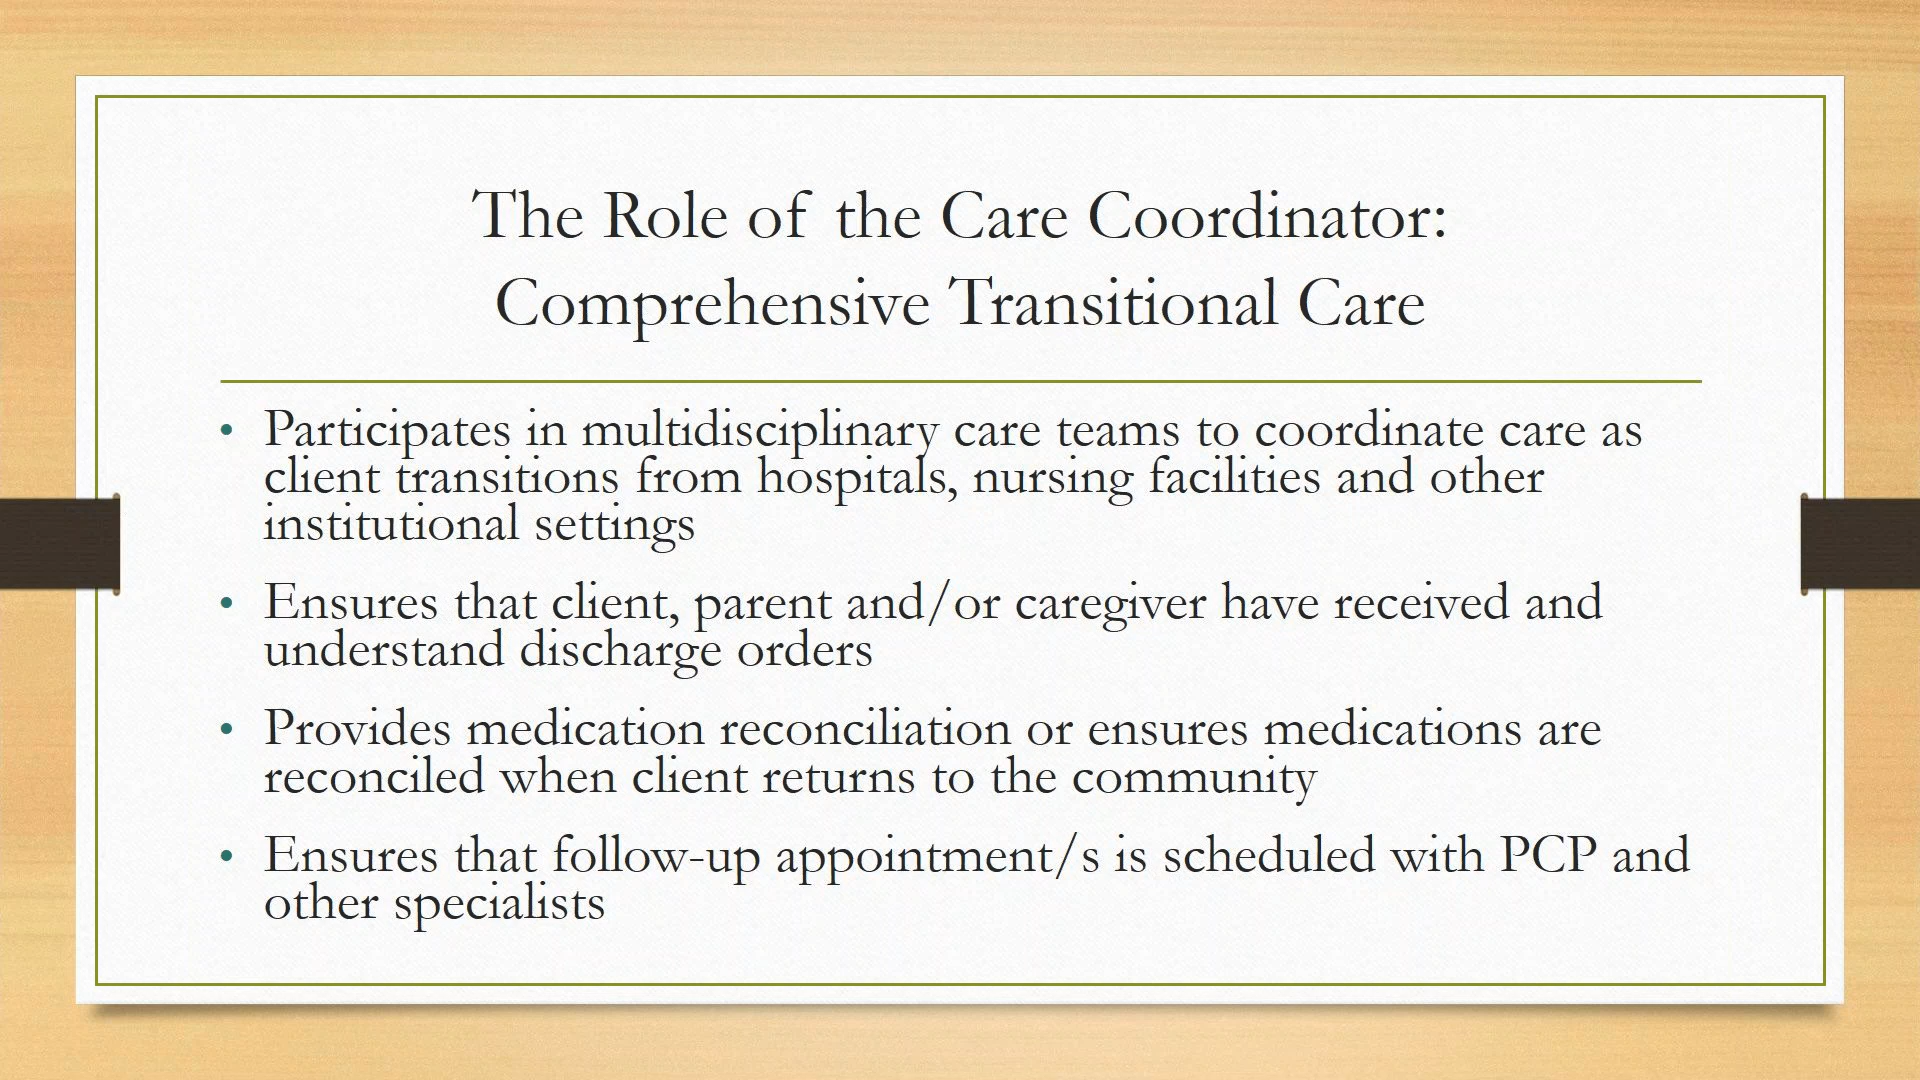 The Role of the Care Coordinator:
Comprehensive Transitional Care
• Participates in multidisciplinary care teams to coordinate care as
client transitions from hospitals, nursing facilities and other
institutional settings
• Ensures that client, parent and/or caregiver have received and
understand discharge orders
• Provides medication reconciliation or ensures medications are
reconciled when client returns to the community
• Ensures that follow-up appointment/s is scheduled with PCP and
other specialists